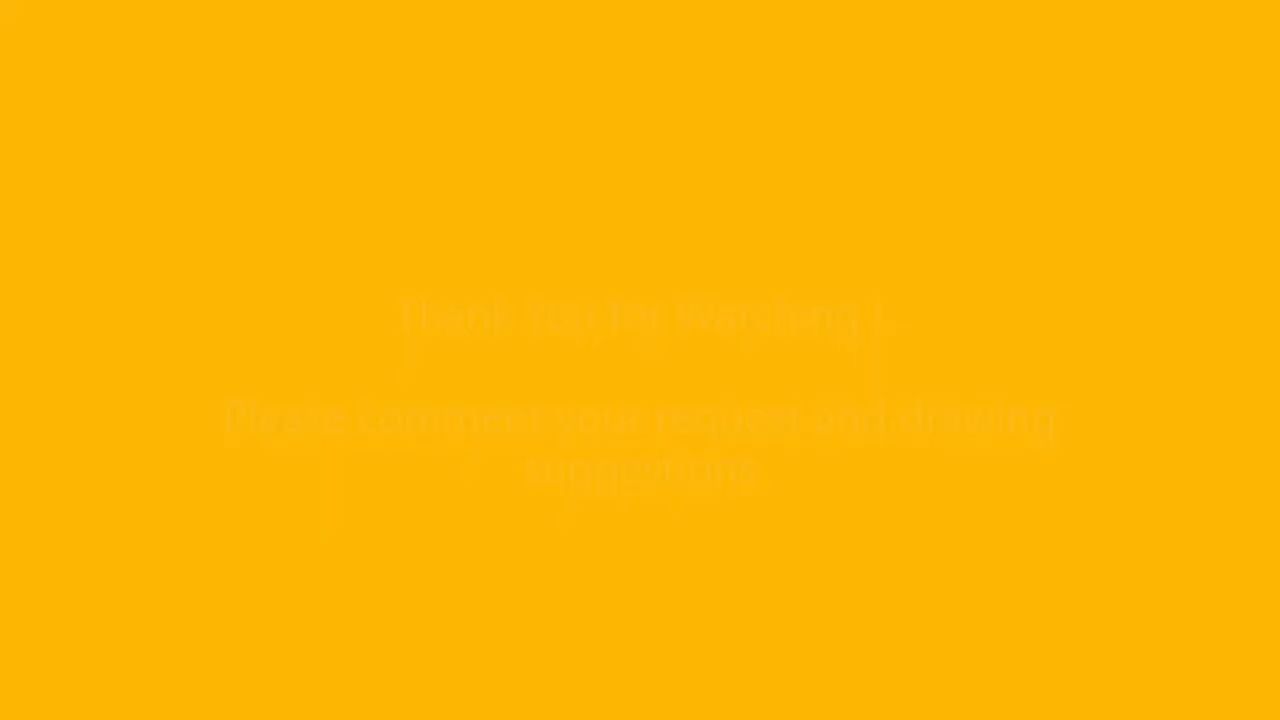 Thank You for Watching !
Please comment your request and drawing
suggestions